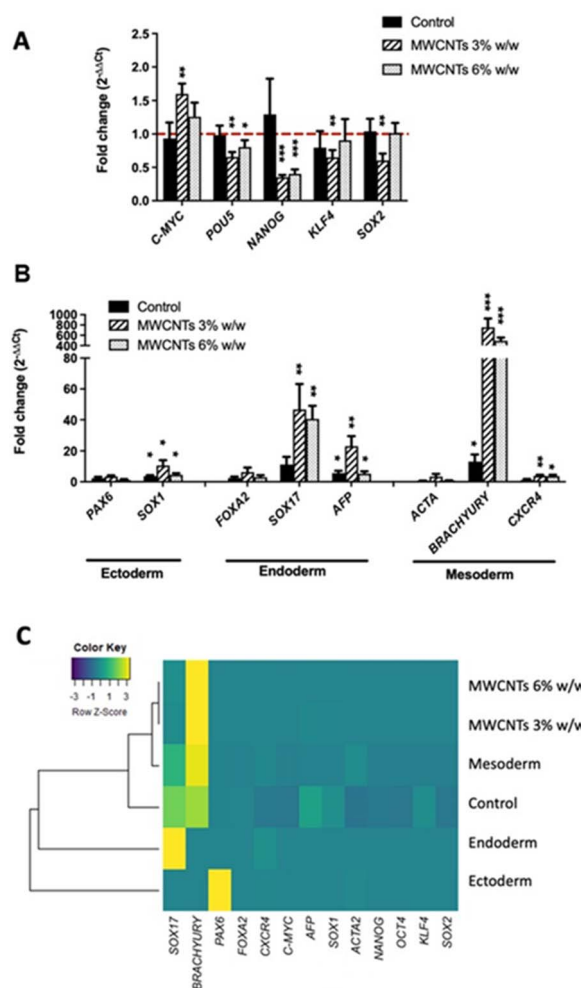 A
Control
MWCNTs 3% w/w
MWCNTs 6% w/w
Fold change (2^-ΔΔCt)
2.5
2.0
1.5
1.0
0.5
0.0
**
** *
*** ***
**
**
C-MYC POU5 NANOG KLF4 SOX2
B
Control
MWCNTs 3% w/w
MWCNTs 6% w/w
Fold change (2^-ΔΔCt)
1000
800
600
400
60
40
20
0
* * *
** **
* ** *
* *** ***
** *
PAX6 SOX1 FOXA2 SOX17 AFP ACTA BRACHYURY CXCR4
Ectoderm Endoderm Mesoderm
C
Color Key
-3 -1 1 3
Row Z-Score
MWCNTs 6% w/w
MWCNTs 3% w/w
Mesoderm
Control
Endoderm
Ectoderm
SOX17 BRACHYURY PAX6 FOXA2 CXCR4 C-MYC AFP SOX1 ACTA2 NANOG OCT4 KLF4 SOX2